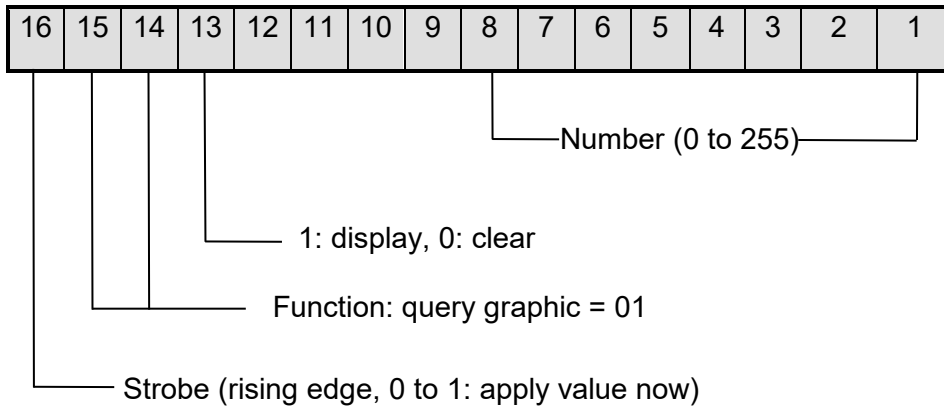 16 15 14 13 12 11 10 9 8 7 6 5 4 3 2 1
Number (0 to 255)
1: display, 0: clear
Function: query graphic = 01
Strobe (rising edge, 0 to 1: apply value now)